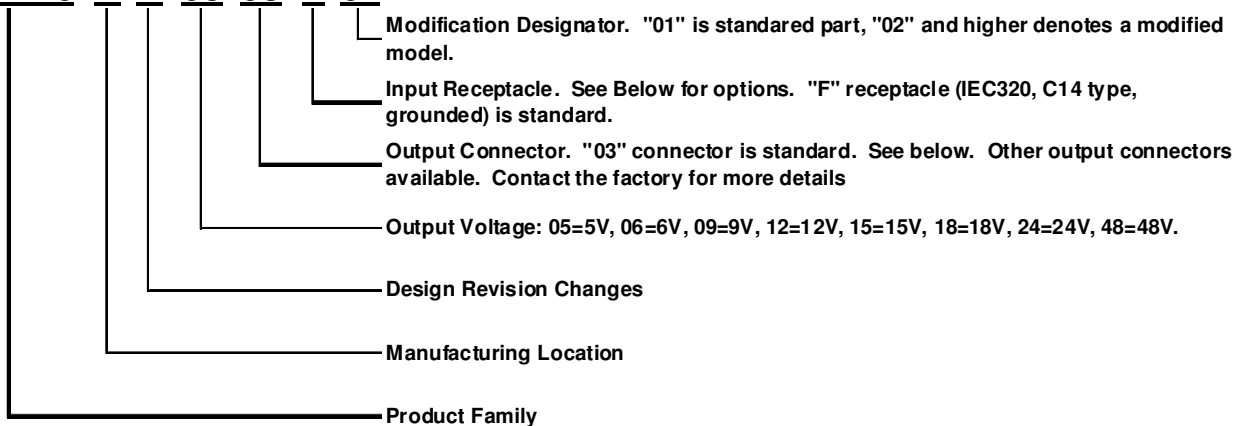 Modification Designator. "01" is standared part, "02" and higher denotes a modified
model.
Input Receptacle. See Below for options. "F" receptacle (IEC320, C14 type,
grounded) is standard.
Output Connector. "03" connector is standard. See below. Other output connectors
available. Contact the factory for more details
Output Voltage: 05=5V, 06=6V, 09=9V, 12=12V, 15=15V, 18=18V, 24=24V, 48=48V.
Design Revision Changes
Manufacturing Location
Product Family